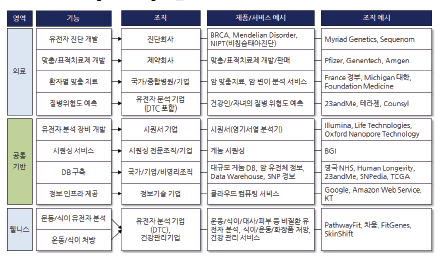 영역 기능 조직 제품/서비스 예시 조직 예시
의료
유전자 진단 개발 진단회사 BRCA, Mendelian Disorder, NIPT(비침습태아진단) Myriad Genetics, Sequenom
맞춤/표적치료제 개발 제약회사 맞춤/표적치료제 개발/판매 Pfizer, Genentech, Amgen
환자별 맞춤 치료 국가/종합병원/기업 암 맞춤치료, 암 변이 분석 서비스 France 정부, Michigan 대학, Foundation Medicine
질병위험도 예측 유전자 분석 기업 (DTC 포함) 건강인/자녀의 질병 위험도 예측 23andMe, 테라젠, Counsyl
공통 기반
유전자 분석 장비 개발 시퀀서 기업 시퀀서(염기서열 분석기) Illumina, Life Technologies, Oxford Nanopore Technology
시퀀싱 서비스 시퀀싱 전문조직/기업 게놈 시퀀싱 BGI
DB 구축 국가/기업/비영리조직 대규모 게놈 DB, 암 유전체 정보, Data Warehouse, SNP 정보 영국 NHS, Human Longevity, 23andMe, SNPedia, TCGA
정보 인프라 제공 정보기술 기업 클라우드 컴퓨팅 서비스 Google, Amazon Web Service, KT
웰니스
운동/식이 유전자 분석
운동/식이 처방
유전자 분석 기업 (DTC), 건강관리기업
운동/식이/대사/피부 등 비질환 유전자 분석, 식이/운동/화장품 처방, 건강 관리 서비스
PathwayFit, 차움, FitGenes, SkinShift